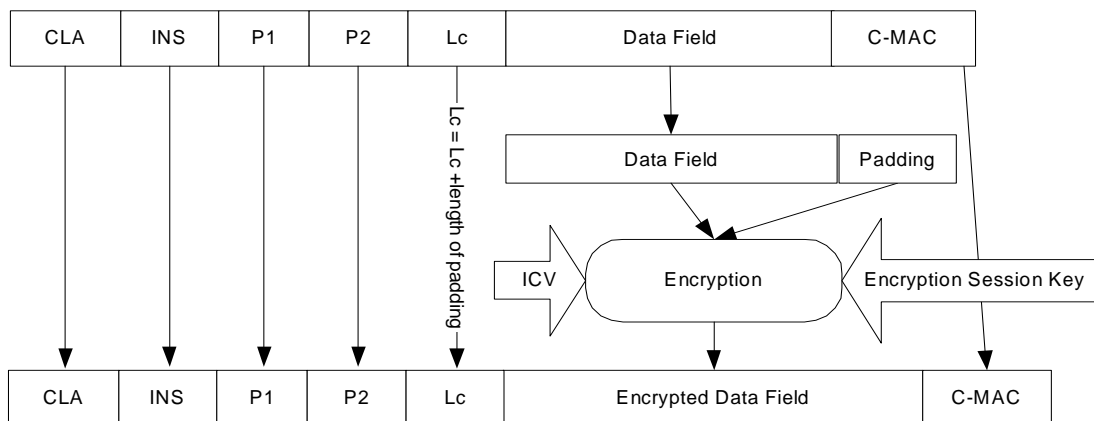 CLA INS P1 P2 Lc Data Field C-MAC
Lc = Lc +length of padding
Data Field Padding
ICV Encryption Encryption Session Key
CLA INS P1 P2 Lc Encrypted Data Field C-MAC